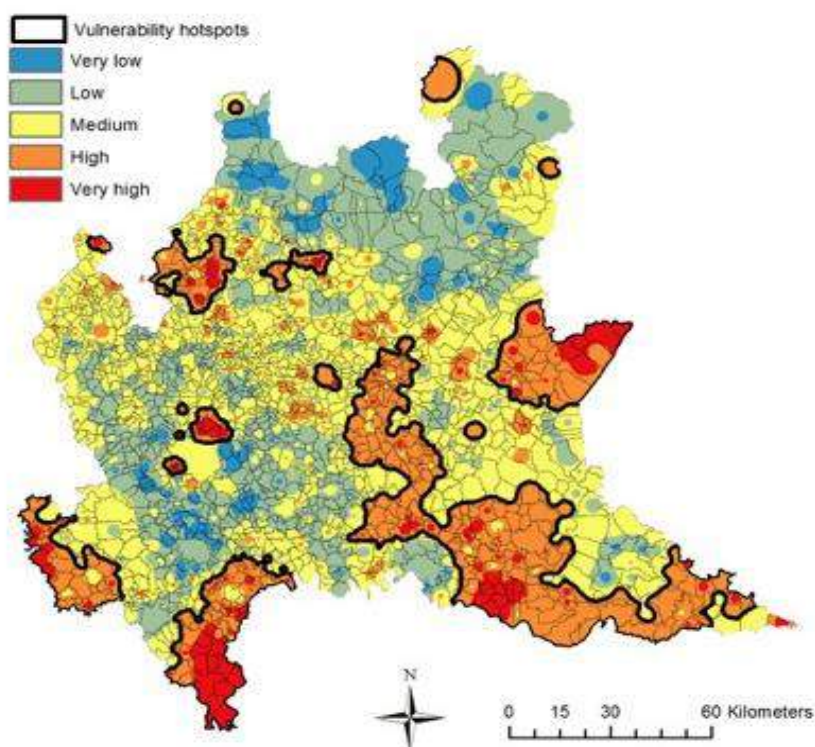 Vulnerability hotspots
Very low
Low
Medium
High
Very high
N
0 15 30 60 Kilometers